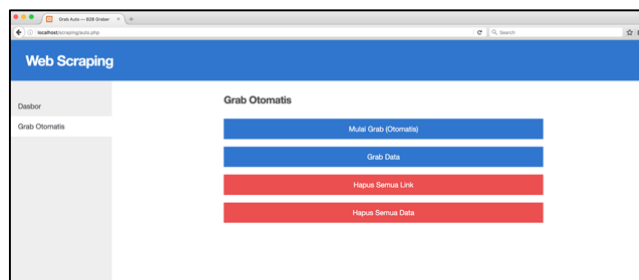 Grab Auto — B2B Graber
localhost/scraping/auto.php
Search
Web Scraping
Dasbor
Grab Otomatis
Grab Otomatis
Mulai Grab (Otomatis)
Grab Data
Hapus Semua Link
Hapus Semua Data